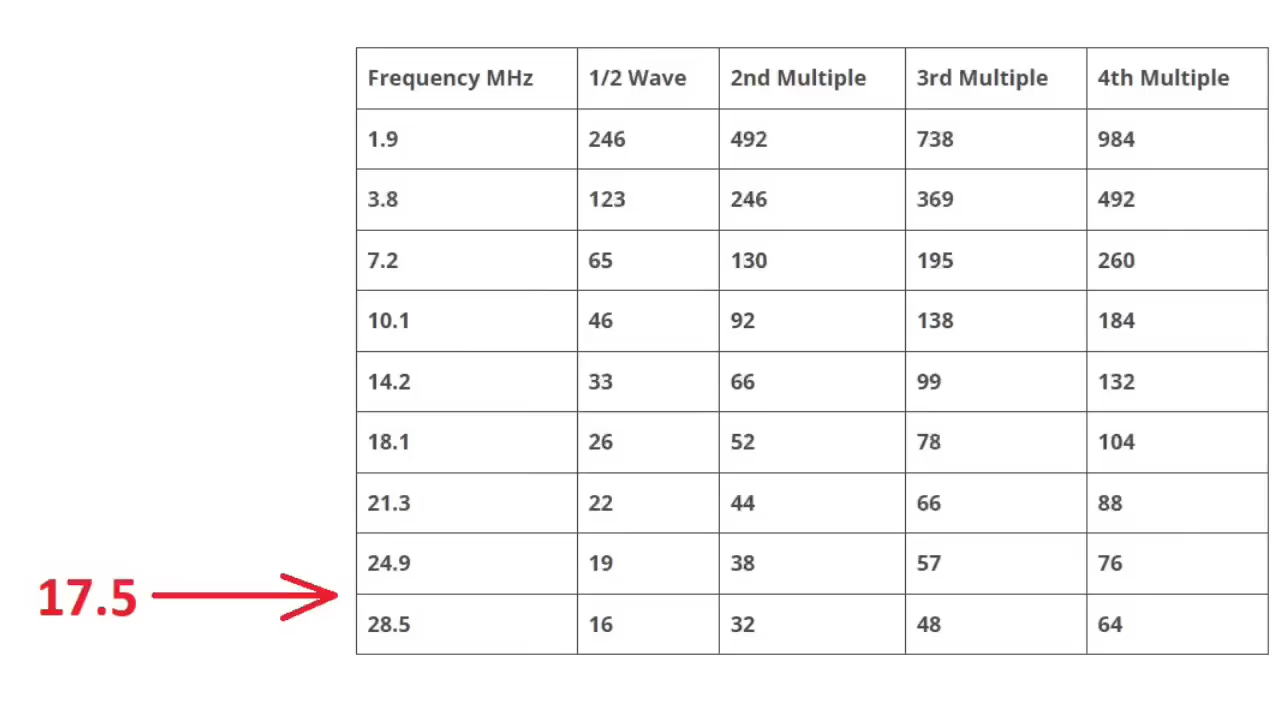 Frequency MHz 1/2 Wave 2nd Multiple 3rd Multiple 4th Multiple
1.9 246 492 738 984
3.8 123 246 369 492
7.2 65 130 195 260
10.1 46 92 138 184
14.2 33 66 99 132
18.1 26 52 78 104
21.3 22 44 66 88
24.9 19 38 57 76
17.5
28.5 16 32 48 64